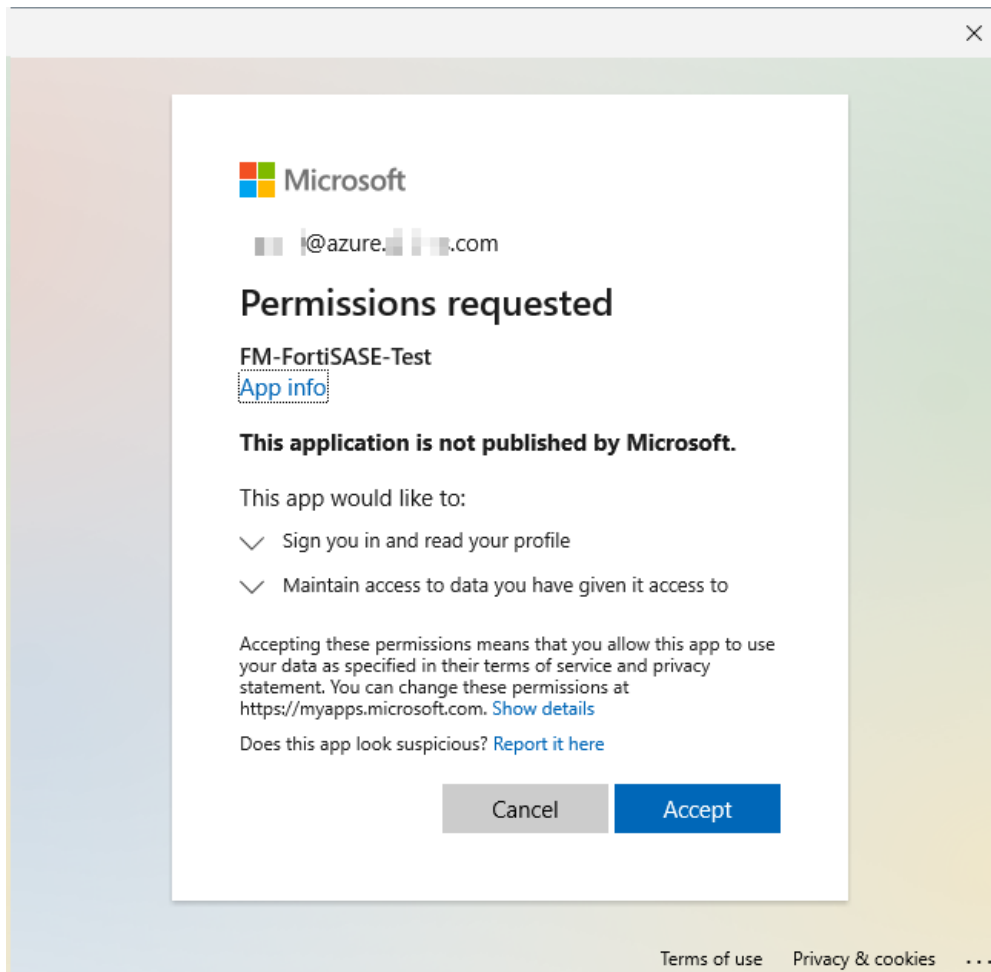 Microsoft
@azure. .com
Permissions requested
FM-FortiSASE-Test
App info
This application is not published by Microsoft.
This app would like to:
Sign you in and read your profile
Maintain access to data you have given it access to
Accepting these permissions means that you allow this app to use
your data as specified in their terms of service and privacy
statement. You can change these permissions at
https://myapps.microsoft.com. Show details
Does this app look suspicious? Report it here
Cancel Accept
Terms of use Privacy & cookies ...